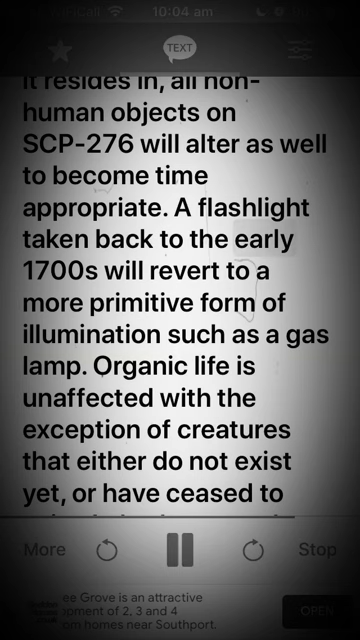 WiFiCall 10:04 am
TEXT
it resides in, all non-
human objects on
SCP-276 will alter as well
to become time
appropriate. A flashlight
taken back to the early
1700s will revert to a
more primitive form of
illumination such as a gas
lamp. Organic life is
unaffected with the
exception of creatures
that either do not exist
yet, or have ceased to
More Stop
ee Grove is an attractive
opment of 2, 3 and 4
om homes near Southport.
OPEN